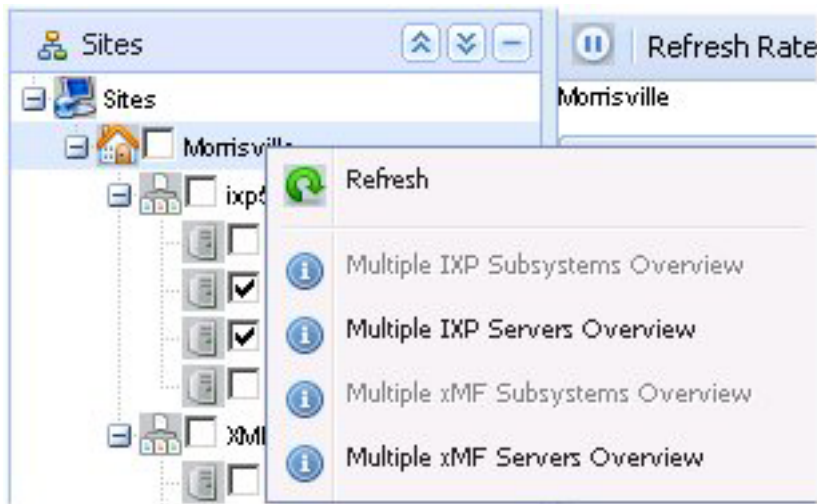 Sites
Refresh Rate
Sites
Morrisville
Morrisville
Refresh
Multiple IXP Subsystems Overview
Multiple IXP Servers Overview
Multiple xMF Subsystems Overview
Multiple xMF Servers Overview